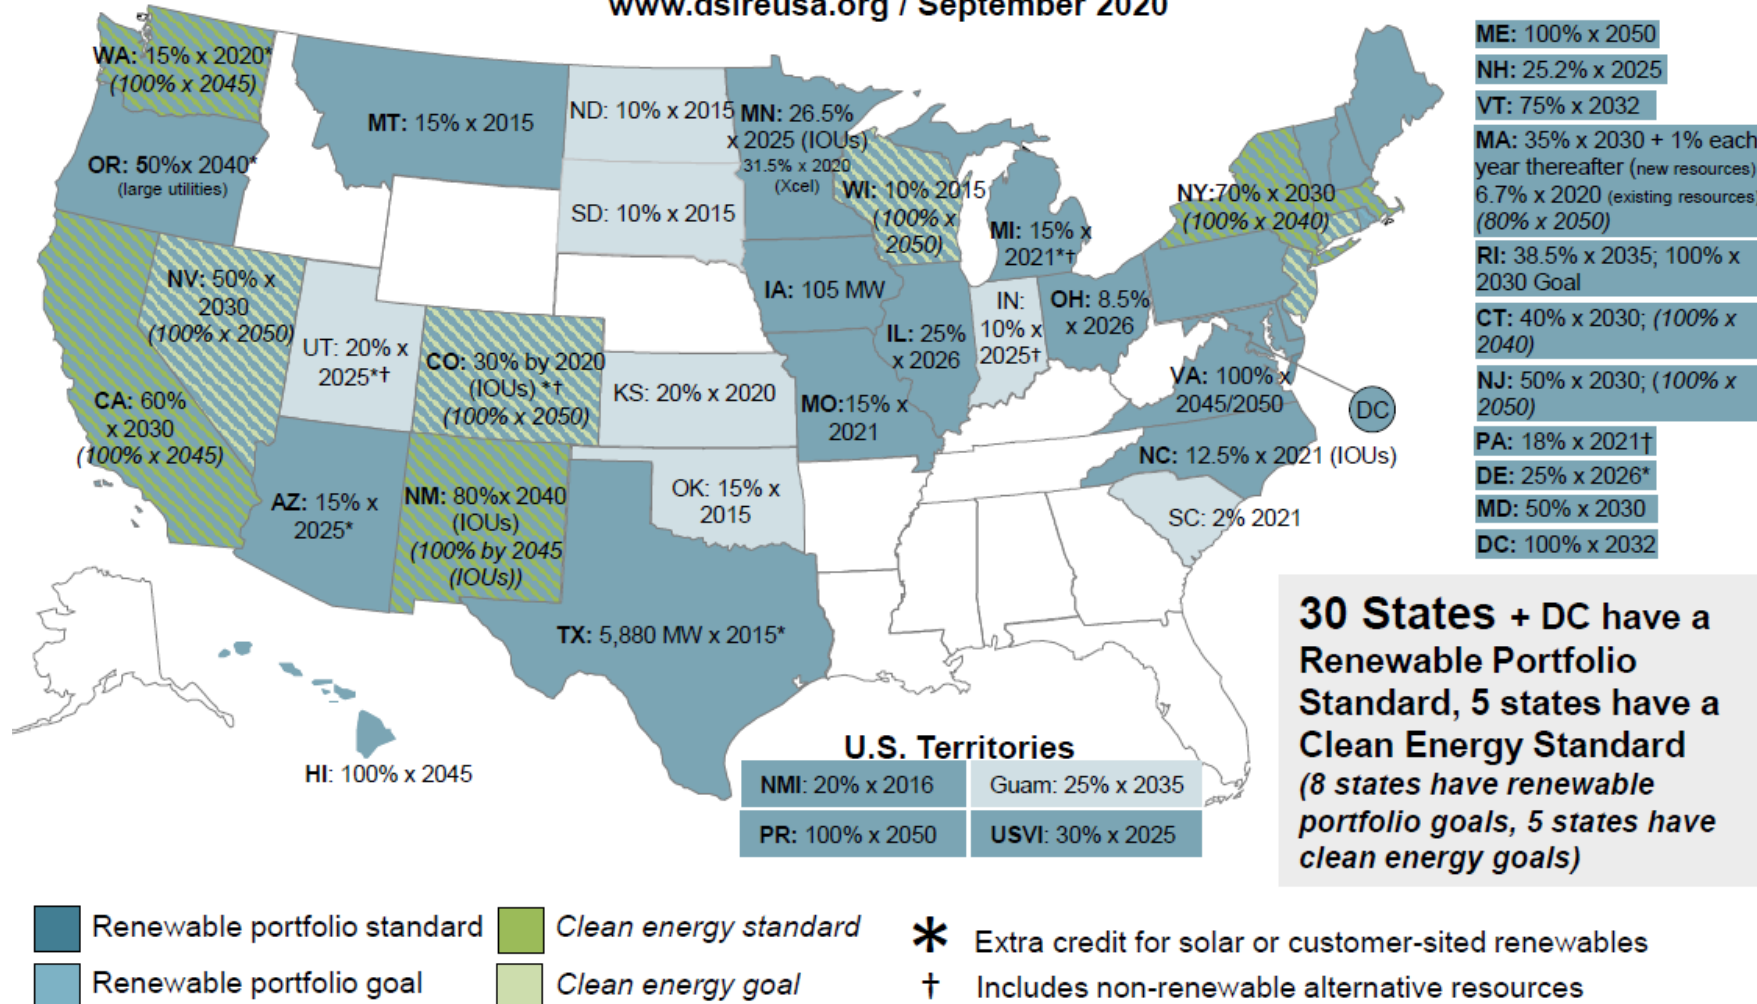 www.dsireusa.org / September 2020
WA: 15% x 2020*
(100% x 2045)
OR: 50%x 2040*
(large utilities)
MT: 15% x 2015
ND: 10% x 2015
SD: 10% x 2015
MN: 26.5%
x 2025 (IOUs)
31.5% x 2020
(Xcel)
WI: 10% 2015
(100% x
2050)
MI: 15% x
2021*†
NY:70% x 2030
(100% x 2040)
NV: 50% x
2030
(100% x 2050)
UT: 20% x
2025*†
CO: 30% by 2020
(IOUs) *†
(100% x 2050)
KS: 20% x 2020
IA: 105 MW
IL: 25%
x 2026
IN:
10% x
2025†
OH: 8.5%
x 2026
MO:15% x
2021
VA: 100% x
2045/2050
DC
NC: 12.5% x 2021 (IOUs)
CA: 60%
x 2030
(100% x 2045)
AZ: 15% x
2025*
NM: 80%x 2040
(IOUs)
(100% by 2045
(IOUs))
OK: 15% x
2015
SC: 2% 2021
TX: 5,880 MW x 2015*
HI: 100% x 2045
ME: 100% x 2050
NH: 25.2% x 2025
VT: 75% x 2032
MA: 35% x 2030 + 1% each
year thereafter (new resources)
6.7% x 2020 (existing resources)
(80% x 2050)
RI: 38.5% x 2035; 100% x
2030 Goal
CT: 40% x 2030; (100% x
2040)
NJ: 50% x 2030; (100% x
2050)
PA: 18% x 2021†
DE: 25% x 2026*
MD: 50% x 2030
DC: 100% x 2032
30 States + DC have a
Renewable Portfolio
Standard, 5 states have a
Clean Energy Standard
(8 states have renewable
portfolio goals, 5 states have
clean energy goals)
U.S. Territories
NMI: 20% x 2016
Guam: 25% x 2035
PR: 100% x 2050
USVI: 30% x 2025
Renewable portfolio standard
Clean energy standard
* Extra credit for solar or customer-sited renewables
Renewable portfolio goal
Clean energy goal
† Includes non-renewable alternative resources